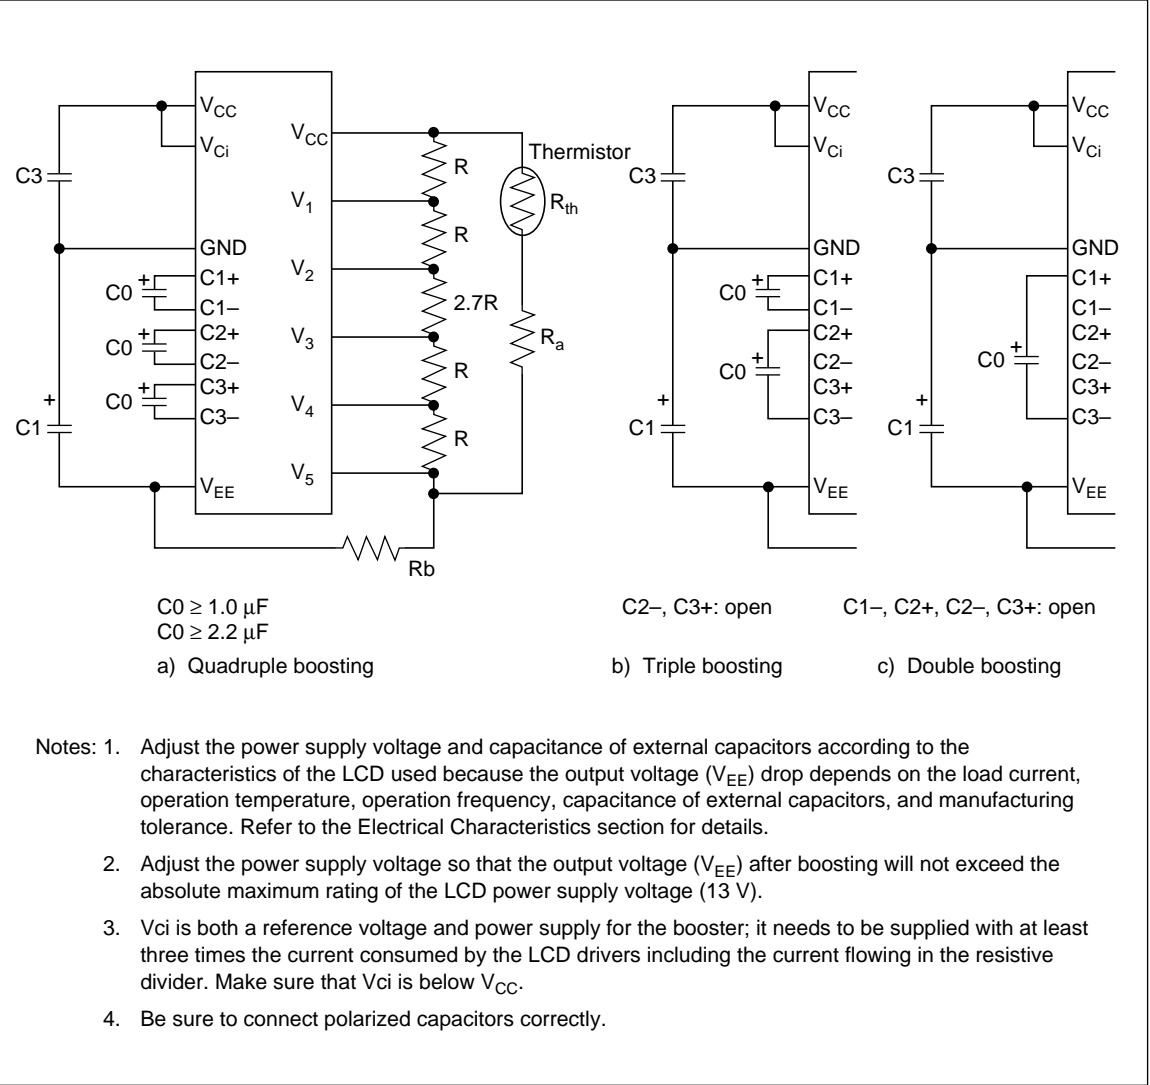 VCC
VCi
C3
GND
C1+
C1–
C2+
C2–
C3+
C3–
+
C0
+
C0
+
C0
+
C1
VEE
VCC
V1
V2
V3
V4
V5
R
R
2.7R
R
R
Thermistor
Rth
Ra
Rb
C0 ≥ 1.0 µF
C0 ≥ 2.2 µF
a) Quadruple boosting
VCC
VCi
C3
GND
C1+
C1–
C2+
C2–
C3+
C3–
+
C0
+
C0
+
C1
VEE
C2–, C3+: open
b) Triple boosting
VCC
VCi
C3
GND
C1+
C1–
C2+
C2–
C3+
C3–
+
C0
+
C1
VEE
C1–, C2+, C2–, C3+: open
c) Double boosting
Notes: 1. Adjust the power supply voltage and capacitance of external capacitors according to the
characteristics of the LCD used because the output voltage (VEE) drop depends on the load current,
operation temperature, operation frequency, capacitance of external capacitors, and manufacturing
tolerance. Refer to the Electrical Characteristics section for details.
2. Adjust the power supply voltage so that the output voltage (VEE) after boosting will not exceed the
absolute maximum rating of the LCD power supply voltage (13 V).
3. Vci is both a reference voltage and power supply for the booster; it needs to be supplied with at least
three times the current consumed by the LCD drivers including the current flowing in the resistive
divider. Make sure that Vci is below VCC.
4. Be sure to connect polarized capacitors correctly.